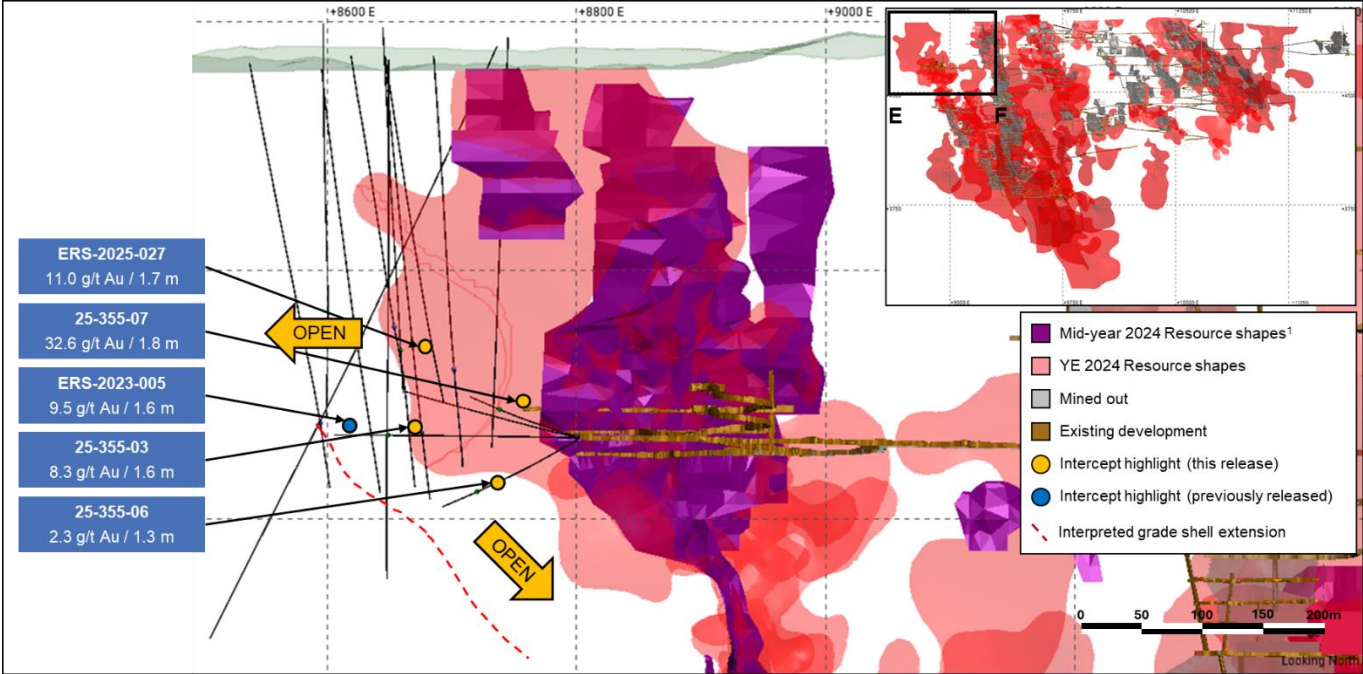 +8600 E
+8800 E
+9000 E
ERS-2025-027
11.0 g/t Au / 1.7 m
25-355-07
32.6 g/t Au / 1.8 m
ERS-2023-005
9.5 g/t Au / 1.6 m
25-355-03
8.3 g/t Au / 1.6 m
25-355-06
2.3 g/t Au / 1.3 m
OPEN
OPEN
E
F
+9000 E
+9750 E
+10500 E
Mid-year 2024 Resource shapes¹
YE 2024 Resource shapes
Mined out
Existing development
Intercept highlight (this release)
Intercept highlight (previously released)
Interpreted grade shell extension
0 50 100 150 200m
Looking North